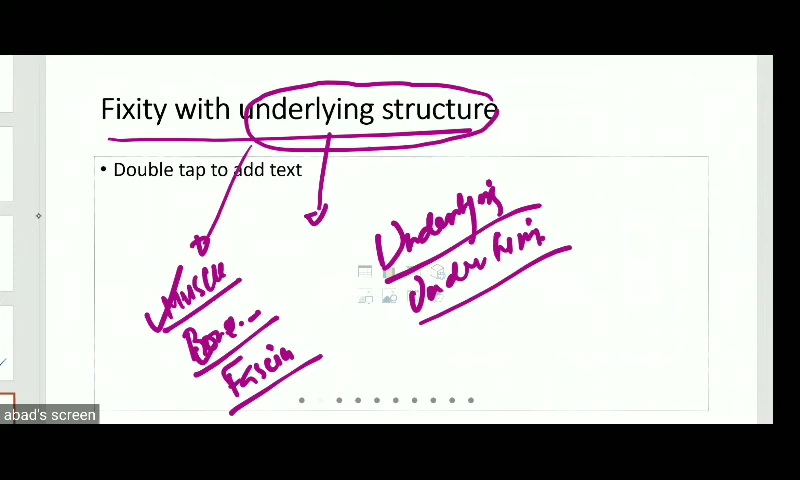 Fixity with underlying structure
• Double tap to add text
Underlying
Muscle
Bone..
Fascia
abad's screen